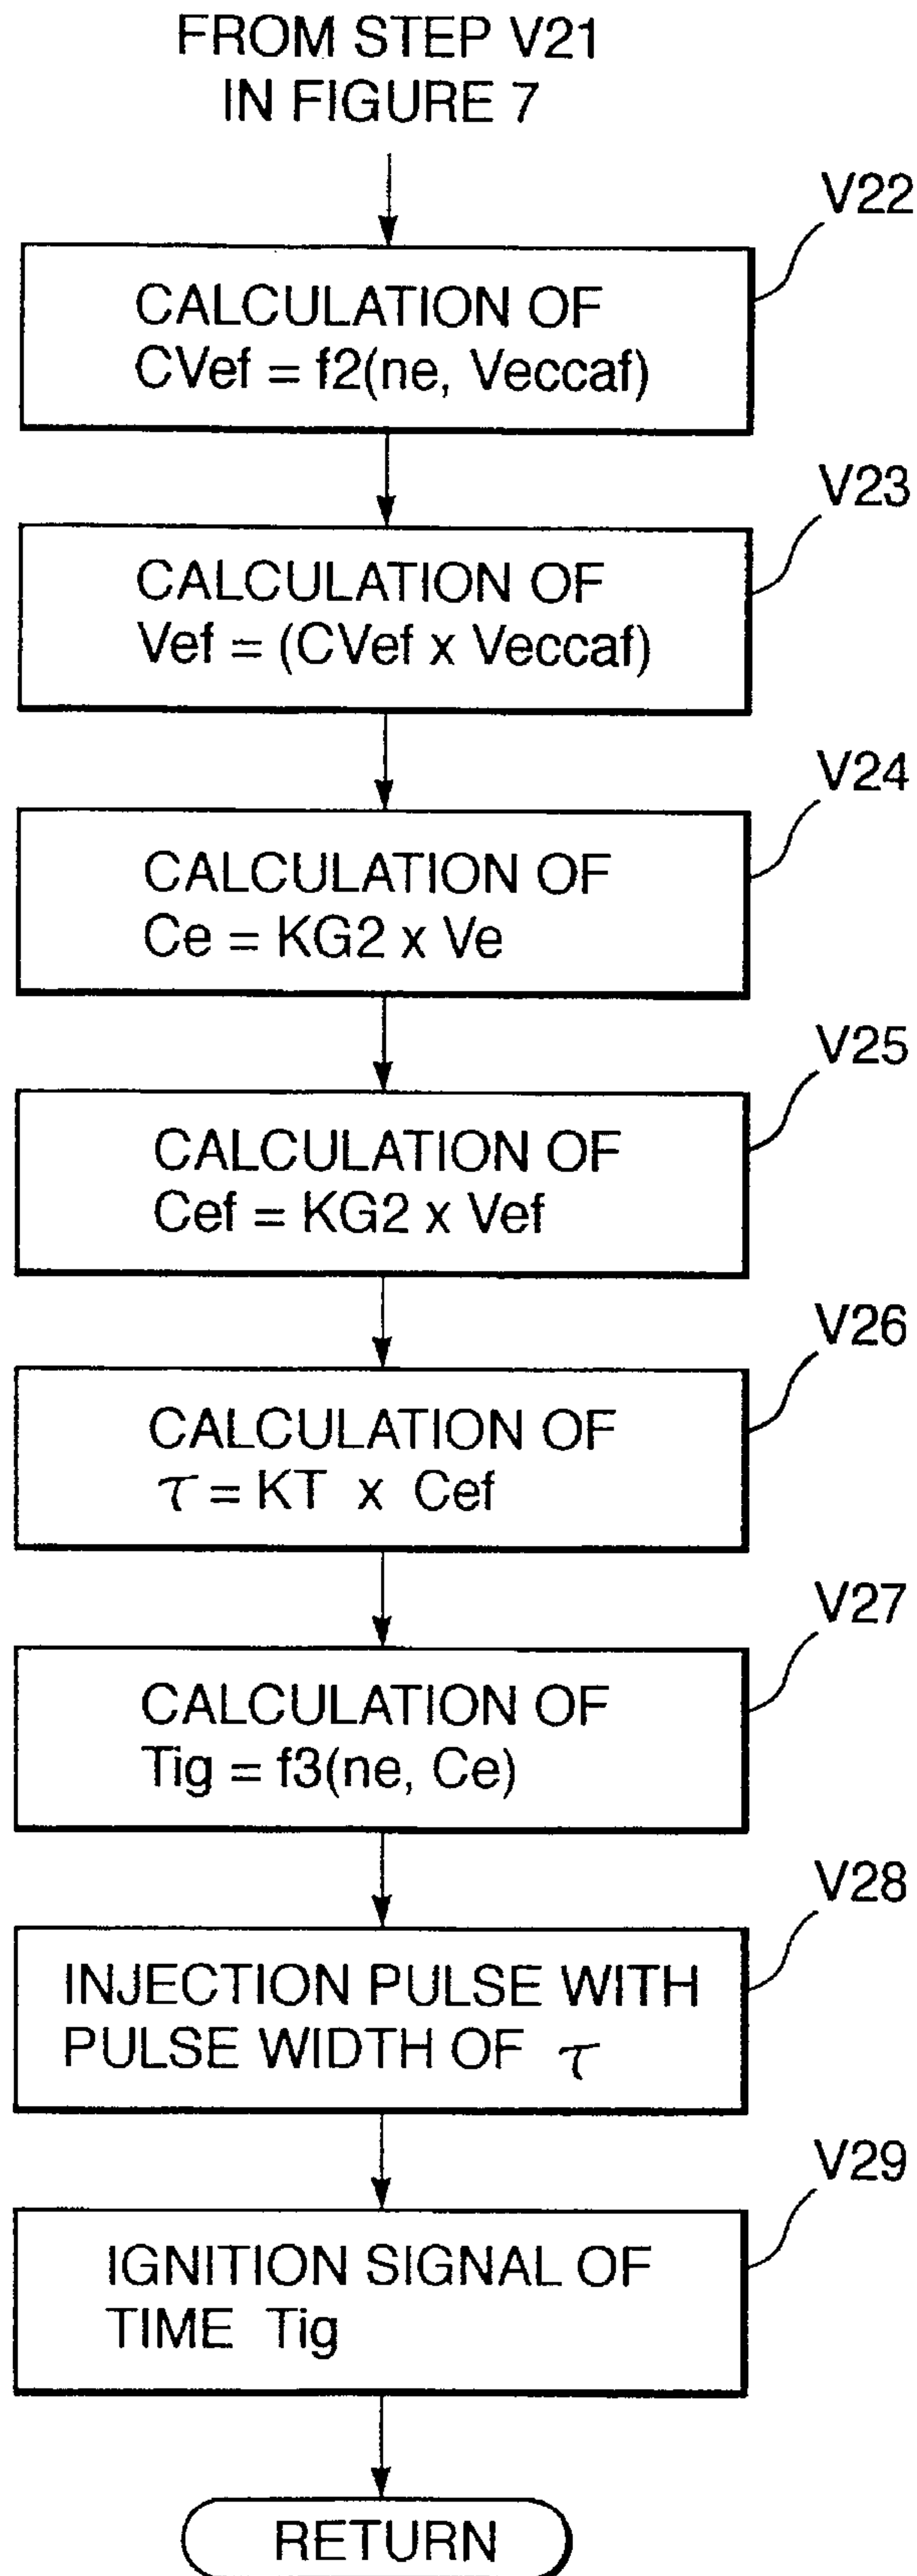 FROM STEP V21
IN FIGURE 7
V22
CALCULATION OF
CVef = f2(ne, Veccaf)
V23
CALCULATION OF
Vef = (CVef x Veccaf)
V24
CALCULATION OF
Ce = KG2 x Ve
V25
CALCULATION OF
Cef = KG2 x Vef
V26
CALCULATION OF
τ = KT x Cef
V27
CALCULATION OF
Tig = f3(ne, Ce)
V28
INJECTION PULSE WITH
PULSE WIDTH OF τ
V29
IGNITION SIGNAL OF
TIME Tig
RETURN